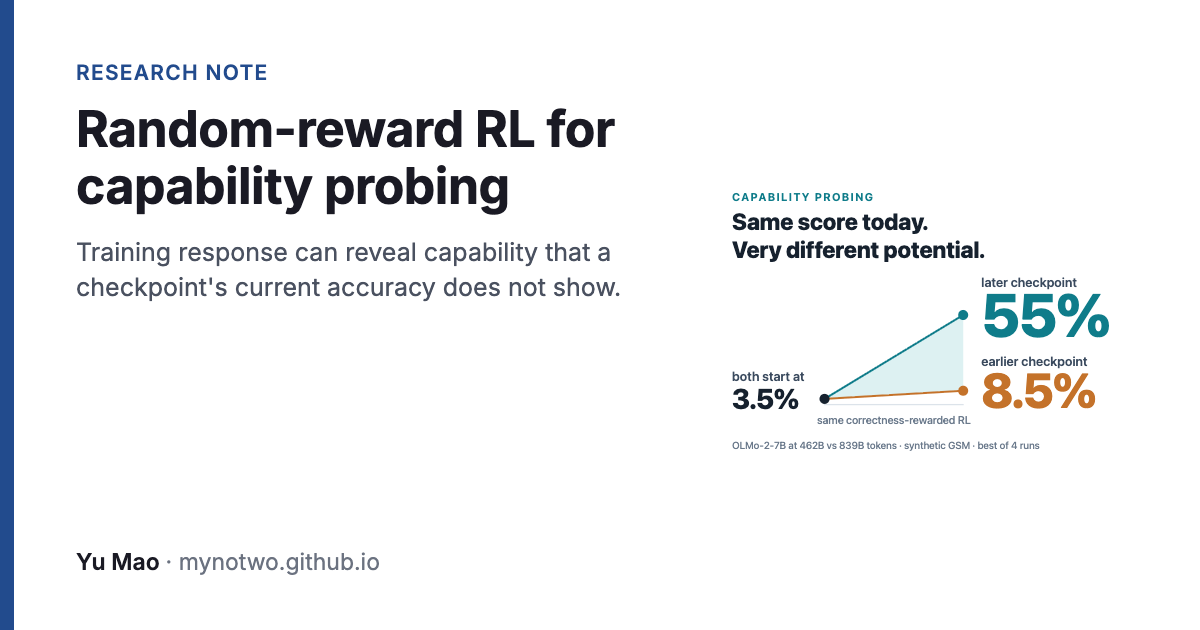 RESEARCH NOTE
Random-reward RL for
capability probing
Training response can reveal capability that a
checkpoint's current accuracy does not show.
CAPABILITY PROBING
Same score today.
Very different potential.
later checkpoint
55%
earlier checkpoint
8.5%
both start at
3.5%
same correctness-rewarded RL
OLMo-2-7B at 462B vs 839B tokens · synthetic GSM · best of 4 runs
Yu Mao · mynotwo.github.io